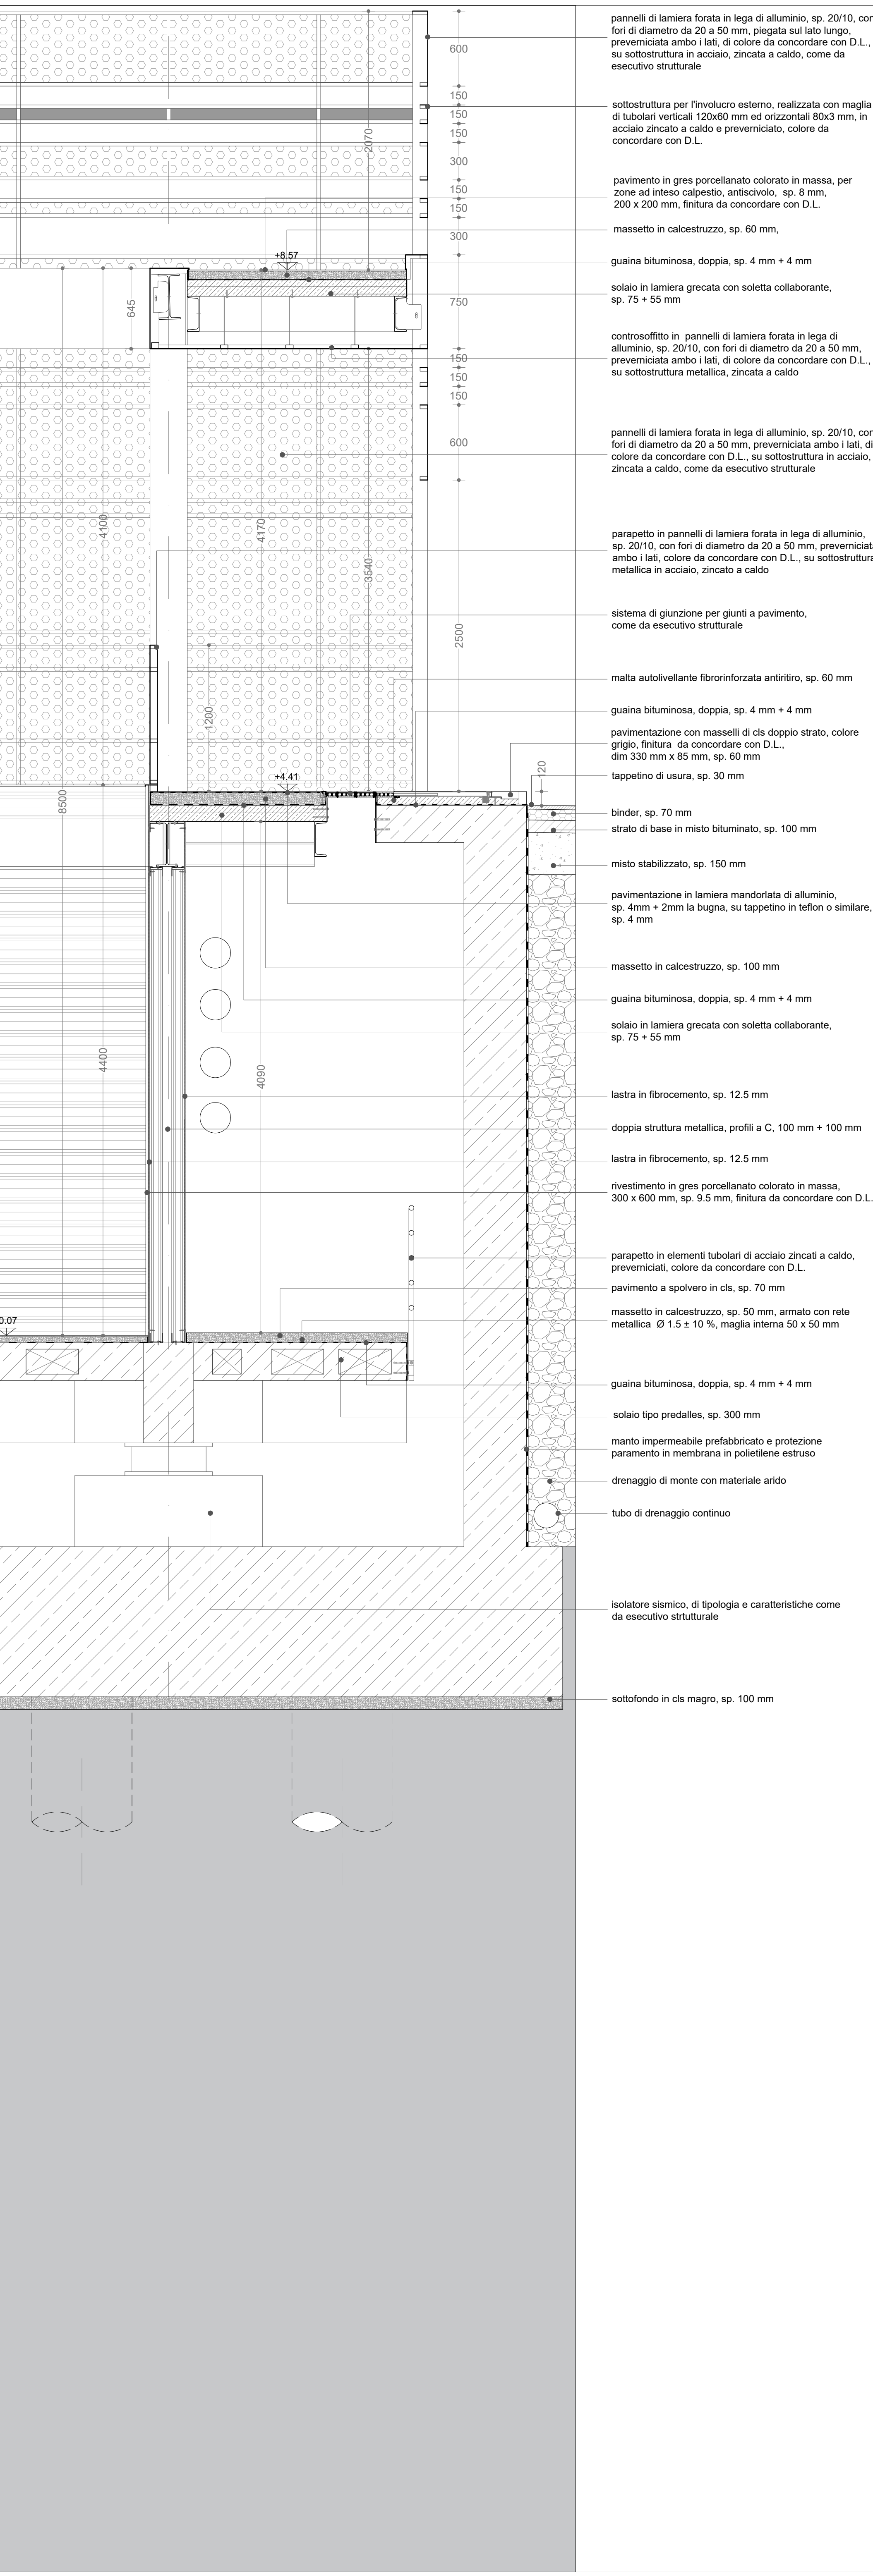 pannelli di lamiera forata in lega di alluminio, sp. 20/10, con
fori di diametro da 20 a 50 mm, piegata sul lato lungo,
preverniciata ambo i lati, di colore da concordare con D.L.,
su sottostruttura in acciaio, zincata a caldo, come da
esecutivo strutturale
sottostruttura per l'involucro esterno, realizzata con maglia
di tubolari verticali 120x60 mm ed orizzontali 80x3 mm, in
acciaio zincato a caldo e preverniciato, colore da
concordare con D.L.
pavimento in gres porcellanato colorato in massa, per
zone ad inteso calpestio, antiscivolo, sp. 8 mm,
200 x 200 mm, finitura da concordare con D.L.
massetto in calcestruzzo, sp. 60 mm,
guaina bituminosa, doppia, sp. 4 mm + 4 mm
solaio in lamiera grecata con soletta collaborante,
sp. 75 + 55 mm
controsoffitto in pannelli di lamiera forata in lega di
alluminio, sp. 20/10, con fori di diametro da 20 a 50 mm,
preverniciata ambo i lati, di colore da concordare con D.L.,
su sottostruttura metallica, zincata a caldo
pannelli di lamiera forata in lega di alluminio, sp. 20/10, con
fori di diametro da 20 a 50 mm, preverniciata ambo i lati, di
colore da concordare con D.L., su sottostruttura in acciaio,
zincata a caldo, come da esecutivo strutturale
parapetto in pannelli di lamiera forata in lega di alluminio,
sp. 20/10, con fori di diametro da 20 a 50 mm, preverniciata
ambo i lati, colore da concordare con D.L., su sottostruttura
metallica in acciaio, zincato a caldo
sistema di giunzione per giunti a pavimento,
come da esecutivo strutturale
malta autolivellante fibrorinforzata antiritiro, sp. 60 mm
guaina bituminosa, doppia, sp. 4 mm + 4 mm
pavimentazione con masselli di cls doppio strato, colore
grigio, finitura da concordare con D.L.,
dim 330 mm x 85 mm, sp. 60 mm
tappetino di usura, sp. 30 mm
binder, sp. 70 mm
strato di base in misto bituminato, sp. 100 mm
misto stabilizzato, sp. 150 mm
pavimentazione in lamiera mandorlata di alluminio,
sp. 4mm + 2mm la bugna, su tappetino in teflon o similare,
sp. 4 mm
massetto in calcestruzzo, sp. 100 mm
guaina bituminosa, doppia, sp. 4 mm + 4 mm
solaio in lamiera grecata con soletta collaborante,
sp. 75 + 55 mm
lastra in fibrocemento, sp. 12.5 mm
doppia struttura metallica, profili a C, 100 mm + 100 mm
lastra in fibrocemento, sp. 12.5 mm
rivestimento in gres porcellanato colorato in massa,
300 x 600 mm, sp. 9.5 mm, finitura da concordare con D.L.
parapetto in elementi tubolari di acciaio zincati a caldo,
preverniciati, colore da concordare con D.L.
pavimento a spolvero in cls, sp. 70 mm
massetto in calcestruzzo, sp. 50 mm, armato con rete
metallica Ø 1.5 ± 10 %, maglia interna 50 x 50 mm
guaina bituminosa, doppia, sp. 4 mm + 4 mm
solaio tipo predalles, sp. 300 mm
manto impermeabile prefabbricato e protezione
paramento in membrana in polietilene estruso
drenaggio di monte con materiale arido
tubo di drenaggio continuo
isolatore sismico, di tipologia e caratteristiche come
da esecutivo strtutturale
sottofondo in cls magro, sp. 100 mm
600
150
150
150
300
150
150
300
750
150
150
150
600
2500
120
2070
+8.57
645
4100
4170
3540
1200
+4.41
8500
4400
4090
0.07